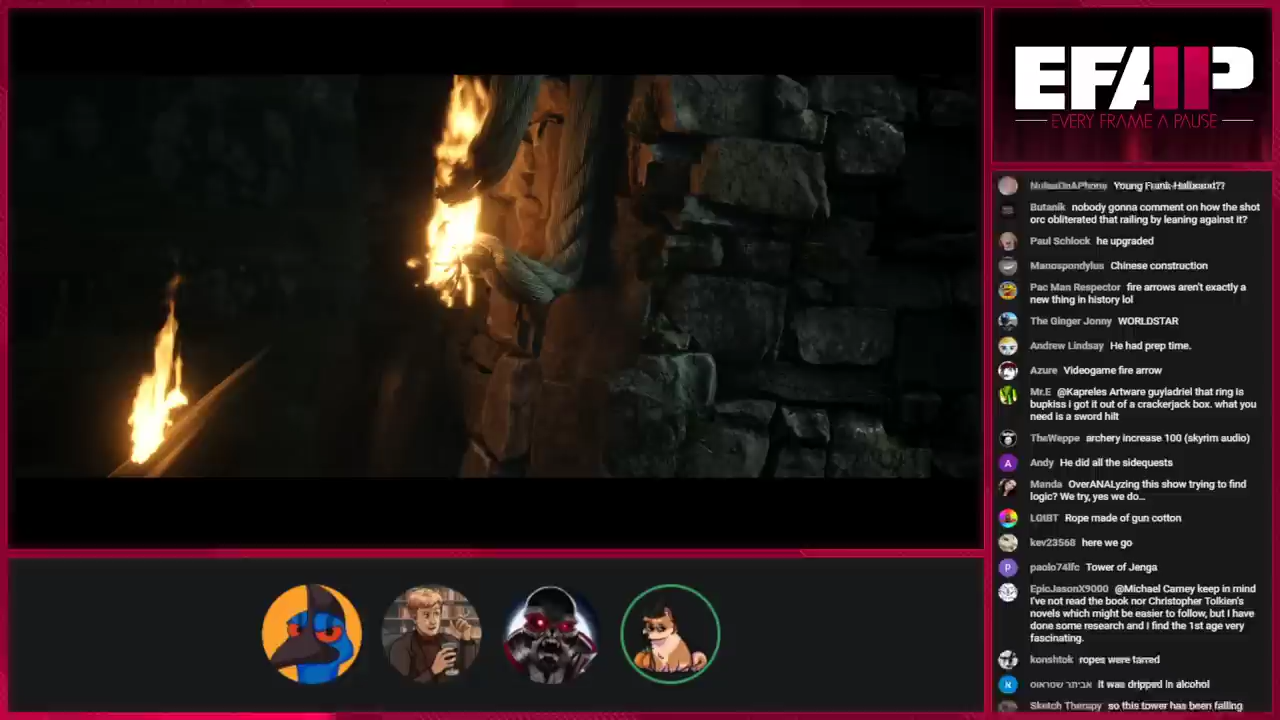 EFAP
EVERY FRAME A PAUSE
Young Frank Halbrand??
Butanik nobody gonna comment on how the shot
orc obliterated that railing by leaning against it?
Paul Schlock he upgraded
Manospondylus Chinese construction
Pac Man Respector fire arrows aren't exactly a
new thing in history lol
The Ginger Jonny WORLDSTAR
Andrew Lindsay He had prep time.
Azure Videogame fire arrow
Mr.E @Kapreles Artware guyladriel that ring is
bupkiss i got it out of a crackerjack box. what you
need is a sword hilt
TheWeppe archery increase 100 (skyrim audio)
A Andy He did all the sidequests
Manda OverANALyzing this show trying to find
logic? We try, yes we do...
LGtBT Rope made of gun cotton
kev23568 here we go
P paolo74lfc Tower of Jenga
EpicJasonX9000 @Michael Carney keep in mind
I've not read the book nor Christopher Tolkien's
novels which might be easier to follow, but I have
done some research and I find the 1st age very
fascinating.
konshtok ropes were tarred
א אביתר שטראוס It was dripped in alcohol
Sketch Therapy so this tower has been falling